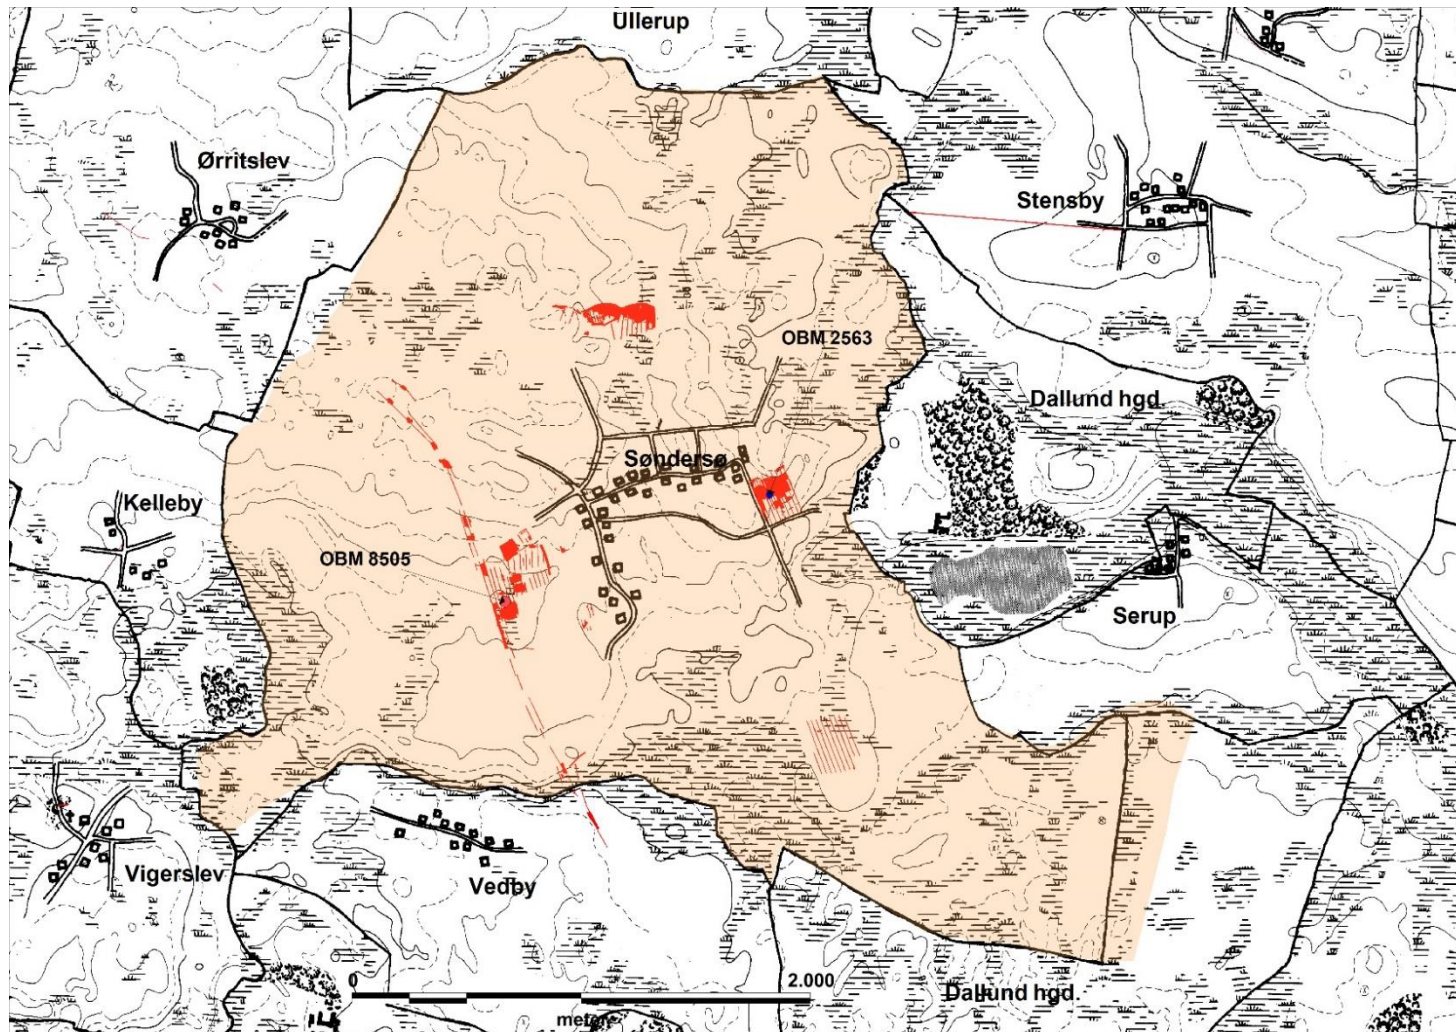 Ullerup
Ørritslev
Stensby
OBM 2563
Dallund hgd.
Søndersø
Kelleby
OBM 8505
Serup
Vigerslev
Vedby
0 2.000
meter
Dallund hgd.